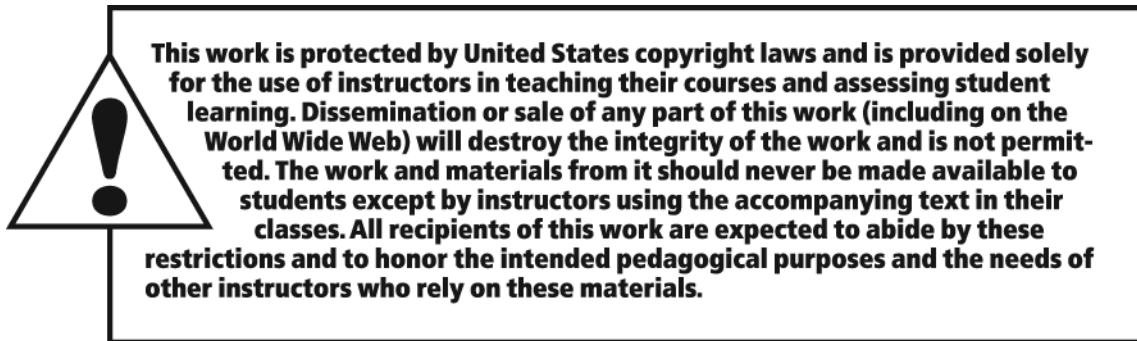 This work is protected by United States copyright laws and is provided solely
for the use of instructors in teaching their courses and assessing student
learning. Dissemination or sale of any part of this work (including on the
World Wide Web) will destroy the integrity of the work and is not permit-
ted. The work and materials from it should never be made available to
students except by instructors using the accompanying text in their
classes. All recipients of this work are expected to abide by these
restrictions and to honor the intended pedagogical purposes and the needs of
other instructors who rely on these materials.